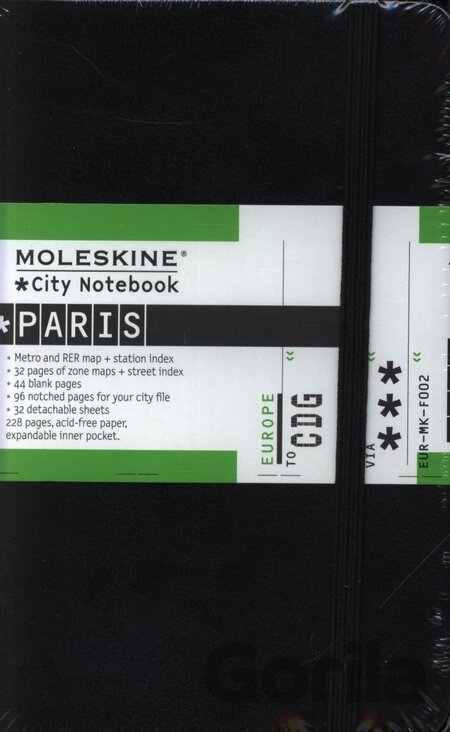 MOLESKINE®
*City Notebook
*PARIS
* Metro and RER map + station index
* 32 pages of zone maps + street index
* 44 blank pages
* 96 notched pages for your city file
* 32 detachable sheets
228 pages, acid-free paper,
expandable inner pocket.
EUROPE
TO CDG
VIA ***
EUR-MK-F002
Gorila